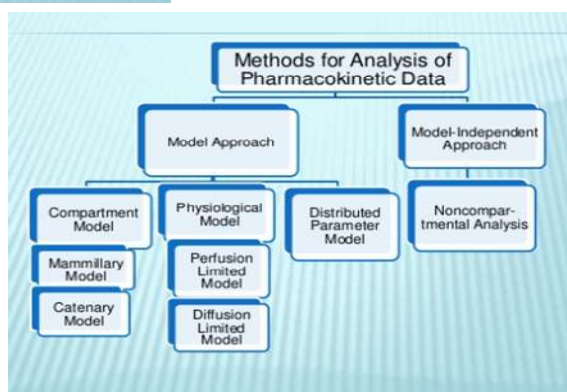 Methods for Analysis of
Pharmacokinetic Data
Model Approach
Model-Independent
Approach
Compartment
Model
Physiological
Model
Distributed
Parameter
Model
Noncompar-
tmental Analysis
Mammillary
Model
Perfusion
Limited
Model
Catenary
Model
Diffusion
Limited
Model